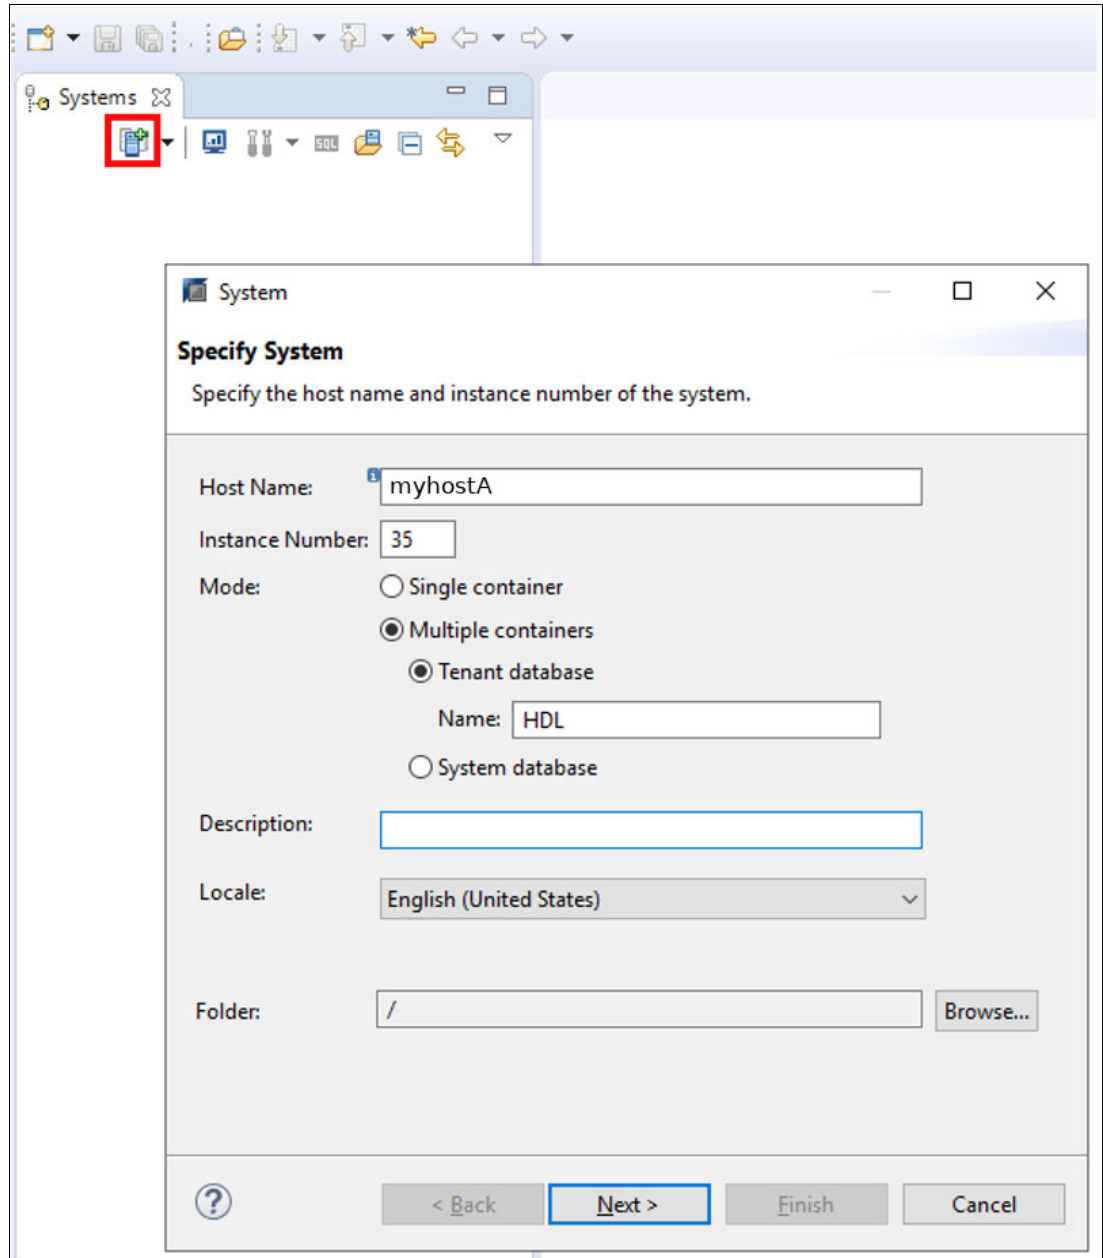 Systems
SQL
System
Specify System
Specify the host name and instance number of the system.
Host Name: myhostA
Instance Number: 35
Mode: Single container
Multiple containers
Tenant database
Name: HDL
System database
Description:
Locale: English (United States)
Folder: / Browse...
? < Back Next > Finish Cancel